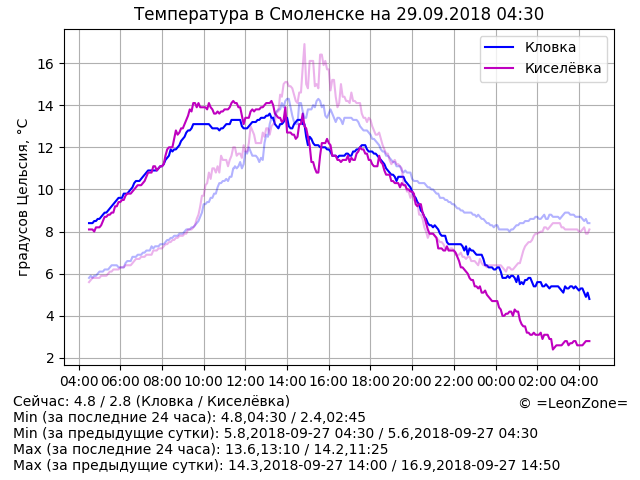 Температура в Смоленске на 29.09.2018 04:30
Кловка
Киселёвка
градусов Цельсия, °C
16
14
12
10
8
6
4
2
04:00 06:00 08:00 10:00 12:00 14:00 16:00 18:00 20:00 22:00 00:00 02:00 04:00
Сейчас: 4.8 / 2.8 (Кловка / Киселёвка)
© =LeonZone=
Min (за последние 24 часа): 4.8,04:30 / 2.4,02:45
Min (за предыдущие сутки): 5.8,2018-09-27 04:30 / 5.6,2018-09-27 04:30
Max (за последние 24 часа): 13.6,13:10 / 14.2,11:25
Max (за предыдущие сутки): 14.3,2018-09-27 14:00 / 16.9,2018-09-27 14:50